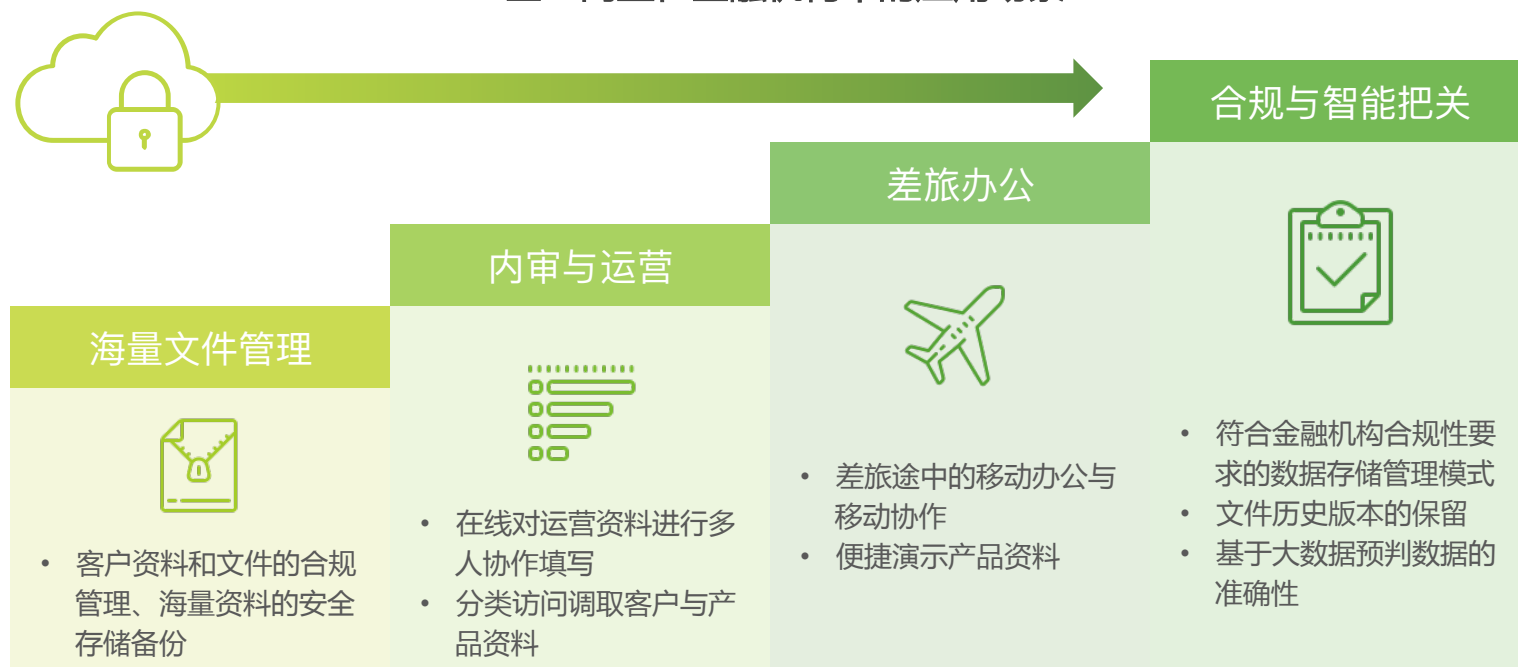 合规与智能把关
差旅办公
内审与运营
海量文件管理
• 客户资料和文件的合规
管理、海量资料的安全
存储备份
• 在线对运营资料进行多
人协作填写
• 分类访问调取客户与产
品资料
• 差旅途中的移动办公与
移动协作
• 便捷演示产品资料
• 符合金融机构合规性要
求的数据存储管理模式
• 文件历史版本的保留
• 基于大数据预判数据的
准确性